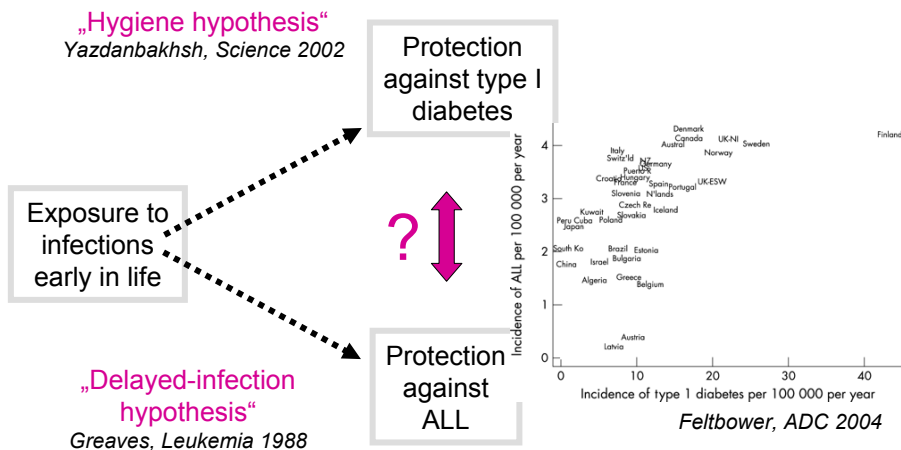 „Hygiene hypothesis“
Yazdanbakhsh, Science 2002
Protection
against type I
diabetes
Exposure to
infections
early in life
?
„Delayed-infection
hypothesis“
Greaves, Leukemia 1988
Protection
against
ALL
Incidence of ALL per 100 000 per year
4
3
2
1
0
Denmark
Finland
Canada
UK-NI
Austral
Sweden
Italy
Norway
Switz'ld
NZ
Germany
Puerto R
Croatia
Hungary
France
Spain
UK-ESW
Portugal
Slovenia
N'lands
Czech Re
Iceland
Kuwait
Slovakia
Peru
Cuba
Poland
Japan
South Ko
Brazil
Estonia
Bulgaria
China
Israel
Greece
Algeria
Belgium
Austria
Latvia
0
10
20
30
40
Incidence of type 1 diabetes per 100 000 per year
Feltbower, ADC 2004